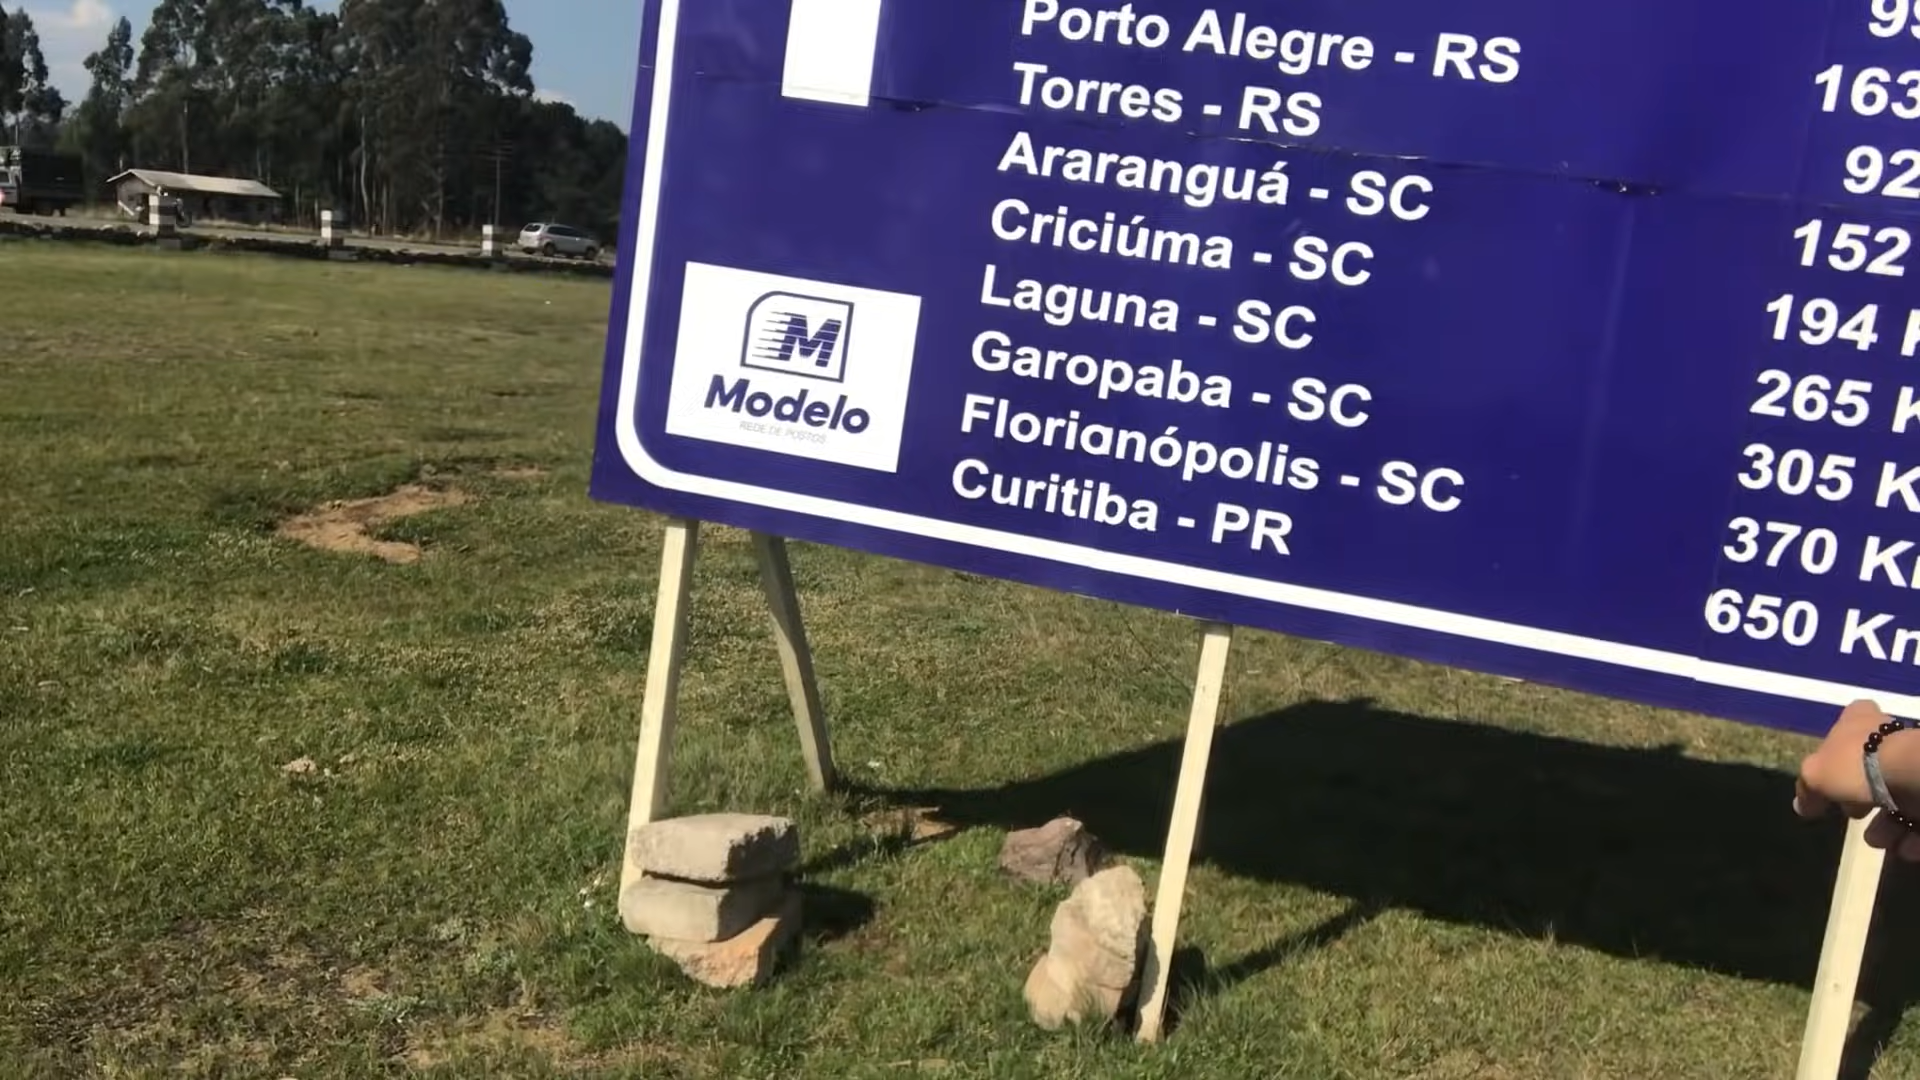 Porto Alegre - RS 163
Torres - RS 92
Araranguá - SC 152
Criciúma - SC 194
Laguna - SC 265 K
Garopaba - SC 305 K
Florianópolis - SC 370 K
Curitiba - PR 650 Km
M
Modelo
REDE DE POSTOS